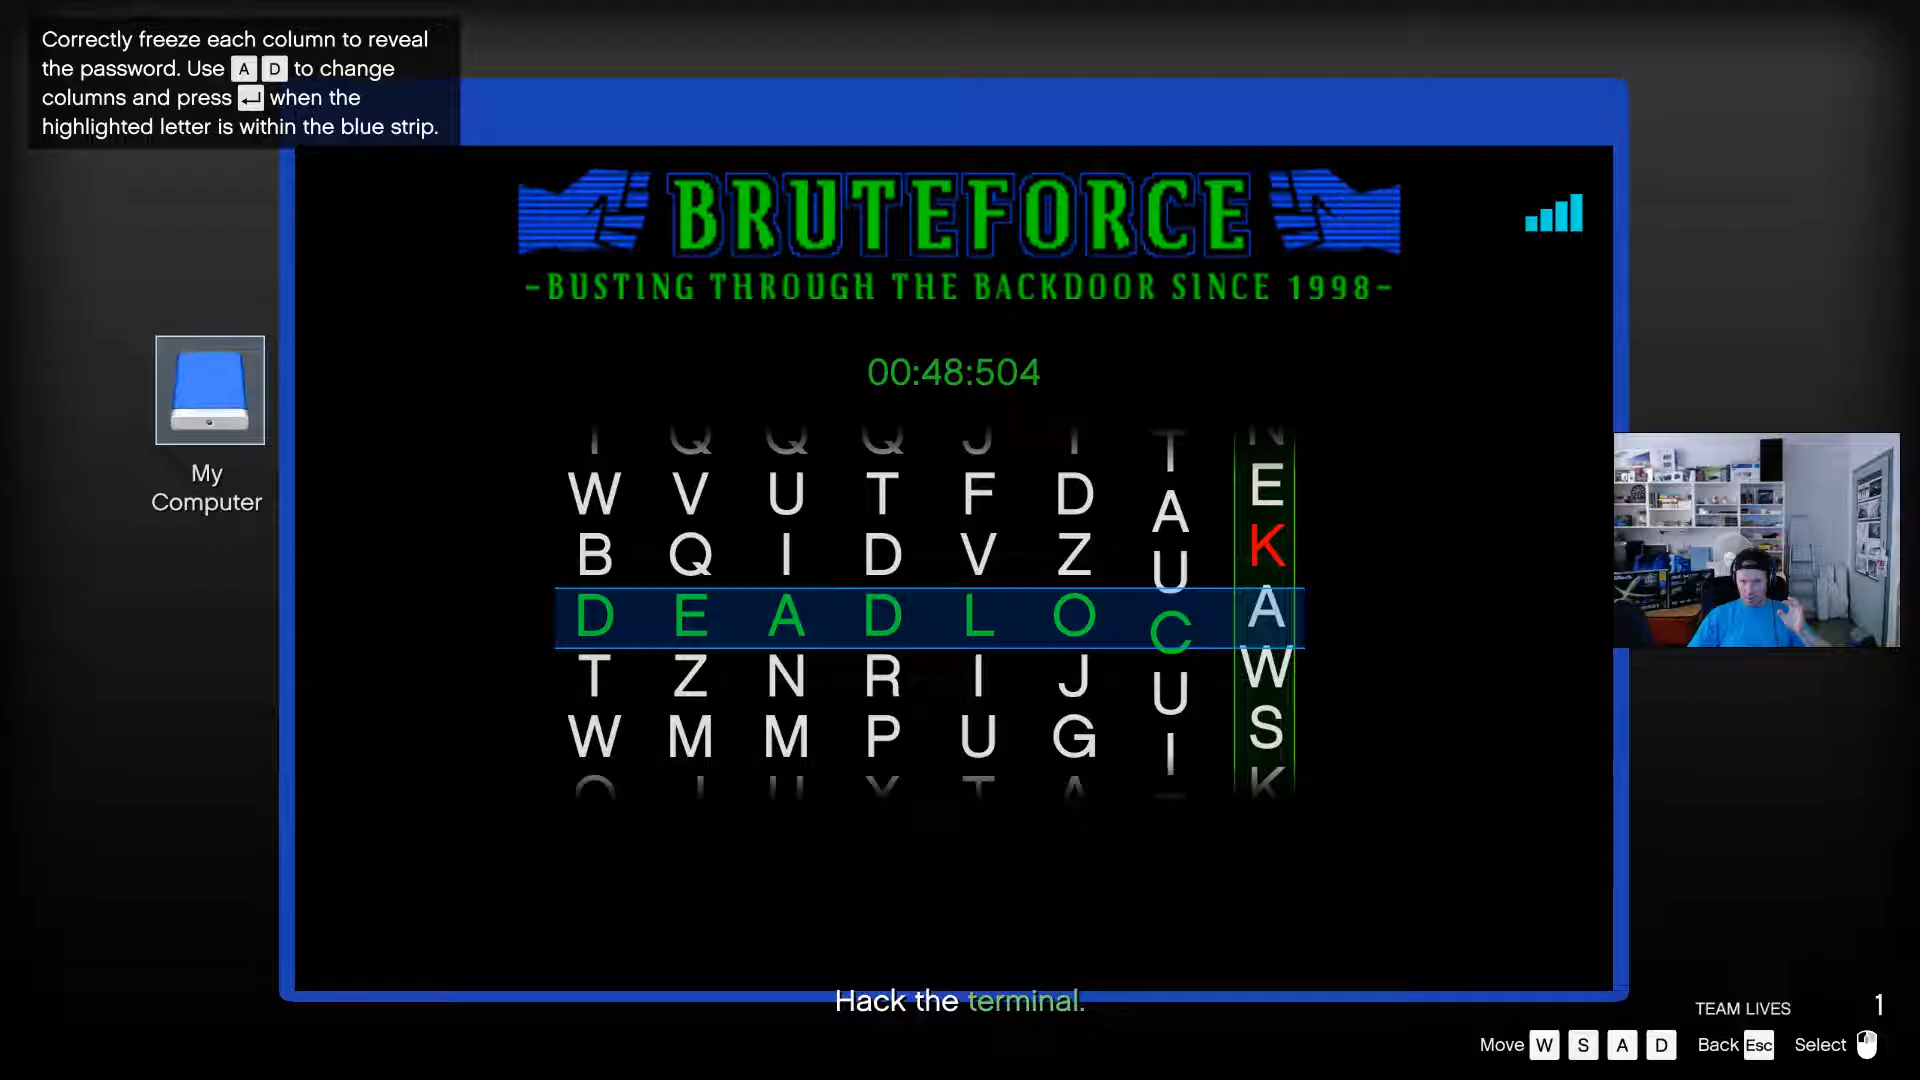 Correctly freeze each column to reveal
the password. Use A D to change
columns and press ↵ when the
highlighted letter is within the blue strip.
BRUTEFORCE
-BUSTING THROUGH THE BACKDOOR SINCE 1998-
My
Computer
00:48:504
T N
W V U T F D A E
B Q I D V Z U K
D E A D L O C A
T Z N R I J U W
W M M P U G I S
K
Hack the terminal.
TEAM LIVES 1
Move W S A D Back Esc Select